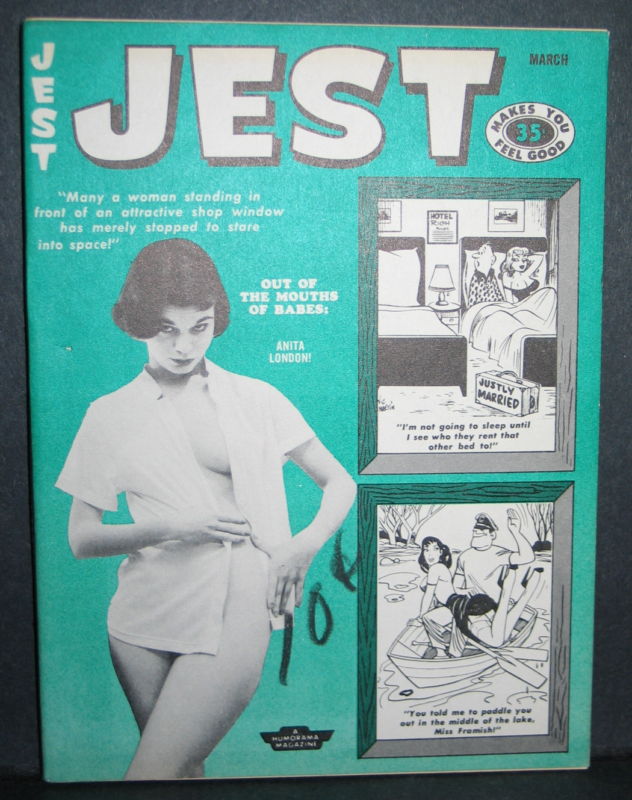 JEST
JEST
MARCH
MAKES YOU
35
FEEL GOOD
"Many a woman standing in
front of an attractive shop window
has merely stopped to stare
into space!"
OUT OF
THE MOUTHS
OF BABES:
ANITA
LONDON!
HOTEL
JUSTLY
MARRIED
"I'm not going to sleep until
I see who they rent that
other bed to!"
10¢
"You told me to paddle you
out in the middle of the lake,
Miss Framish!"
A
HUMORAMA
MAGAZINE